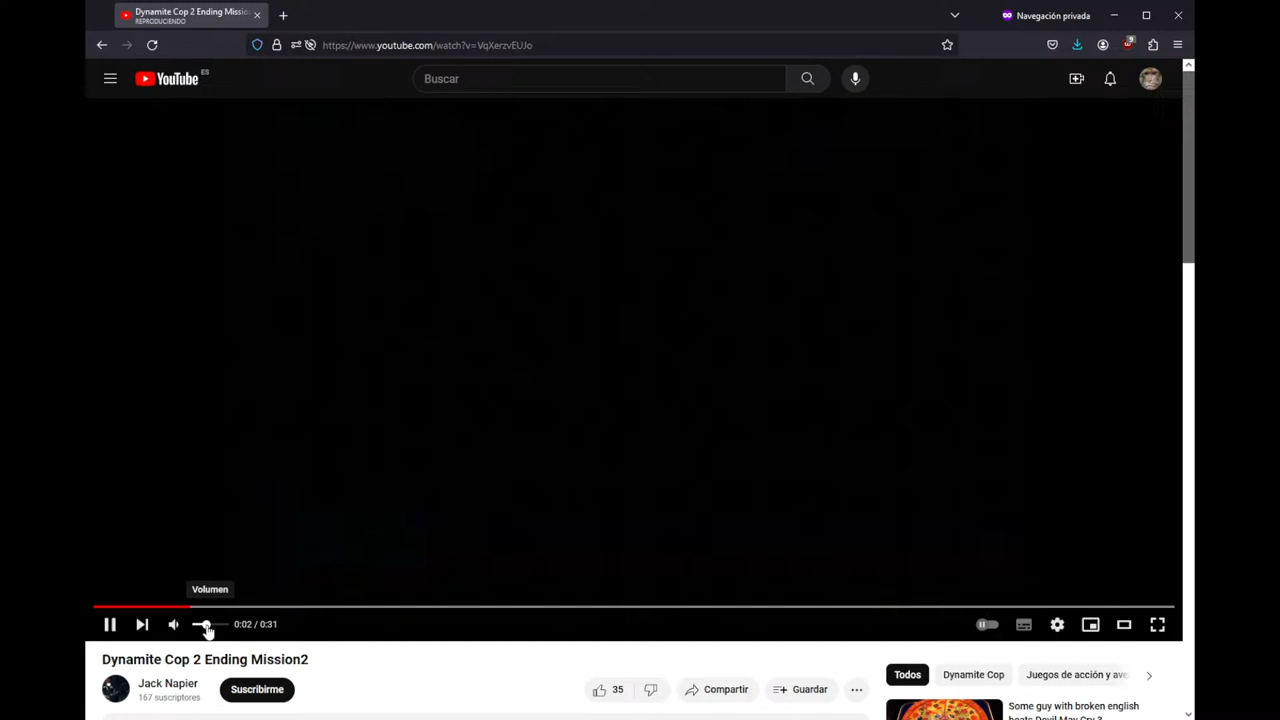 Dynamite Cop 2 Ending Missio
REPRODUCIENDO
Navegación privada
https://www.youtube.com/watch?v=VqXerzvEUJo
9
YouTube ES
Buscar
Volumen
0:02 / 0:31
Dynamite Cop 2 Ending Mission2
Jack Napier
167 suscriptores
Suscribirme
35
Compartir
Guardar
Todos
Dynamite Cop
Juegos de acción y ave
Some guy with broken english
beats Devil May Cry 3